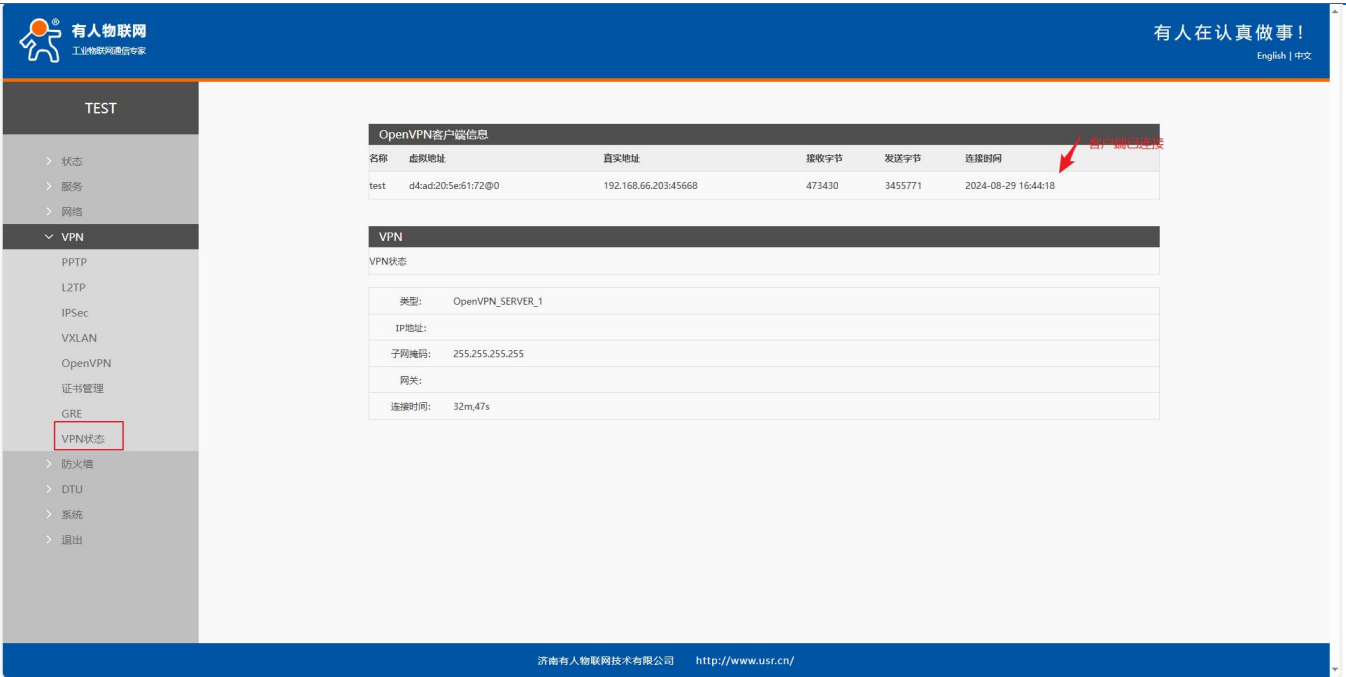 有人物联网
®
工业物联网通信专家
有人在认真做事！
English | 中文
TEST
状态
服务
网络
VPN
PPTP
L2TP
IPSec
VXLAN
OpenVPN
证书管理
GRE
VPN状态
防火墙
DTU
系统
退出
OpenVPN客户端信息
客户端已连接
名称 虚拟地址 真实地址 接收字节 发送字节 连接时间
test d4:ad:20:5e:61:72@0 192.168.66.203:45668 473430 3455771 2024-08-29 16:44:18
VPN
VPN状态
类型: OpenVPN_SERVER_1
IP地址:
子网掩码: 255.255.255.255
网关:
连接时间: 32m,47s
济南有人物联网技术有限公司 http://www.usr.cn/